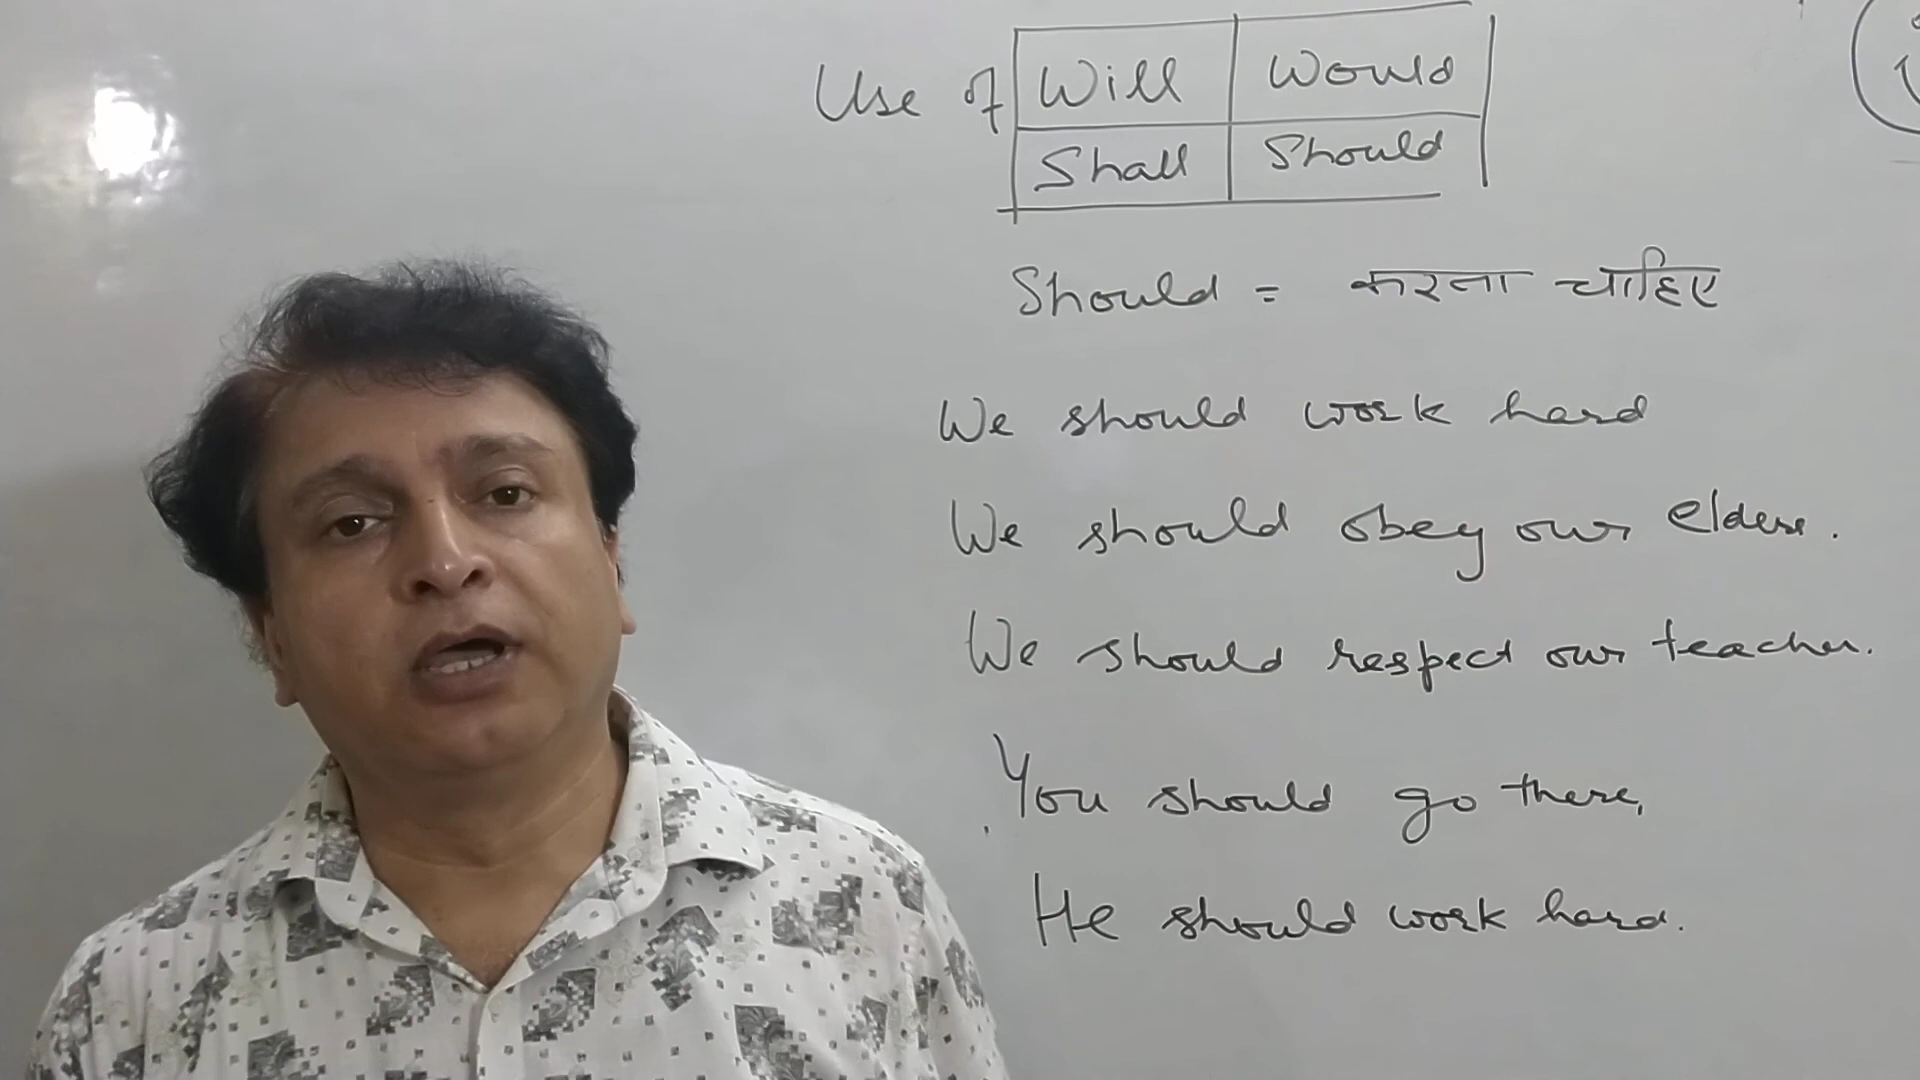 Use of Will Would
Shall Should
Should = करना चाहिए
We should work hard
We should obey our elders.
We should respect our teacher.
You should go there,
He should work hard.